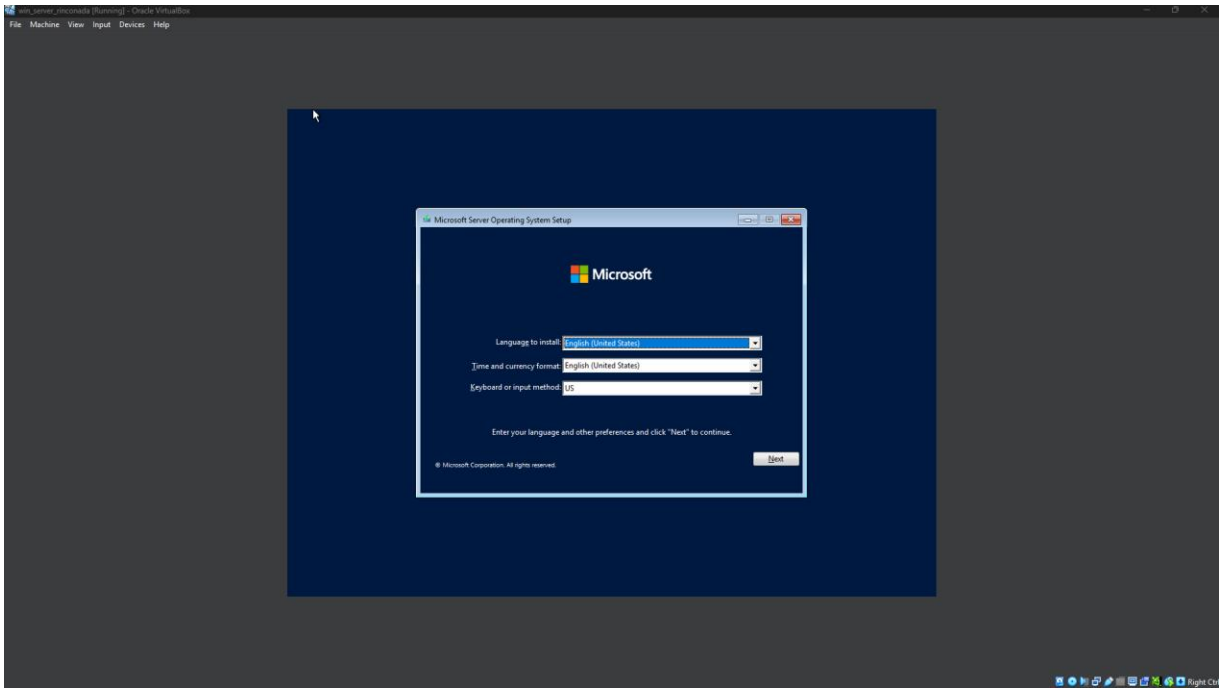 win_server_rinconada [Running] - Oracle VirtualBox
File Machine View Input Devices Help
Microsoft Server Operating System Setup
Microsoft
Language to install: English (United States)
Time and currency format: English (United States)
Keyboard or input method: US
Enter your language and other preferences and click "Next" to continue.
Next
© Microsoft Corporation. All rights reserved.
Right Ctrl